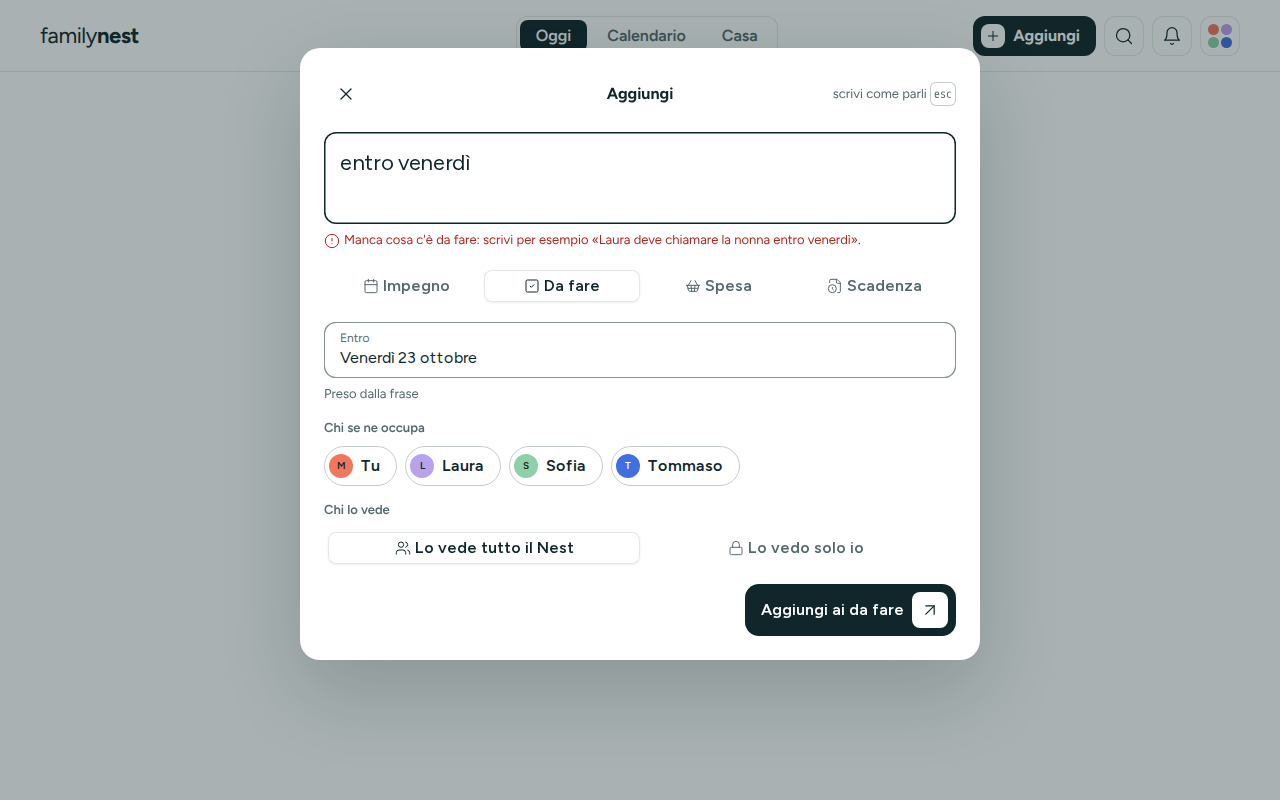 familynest
Oggi Calendario Casa
Aggiungi
Aggiungi
scrivi come parli esc
entro venerdì
Manca cosa c'è da fare: scrivi per esempio «Laura deve chiamare la nonna entro venerdì».
Impegno Da fare Spesa Scadenza
Entro
Venerdì 23 ottobre
Preso dalla frase
Chi se ne occupa
M Tu L Laura S Sofia T Tommaso
Chi lo vede
Lo vede tutto il Nest Lo vedo solo io
Aggiungi ai da fare